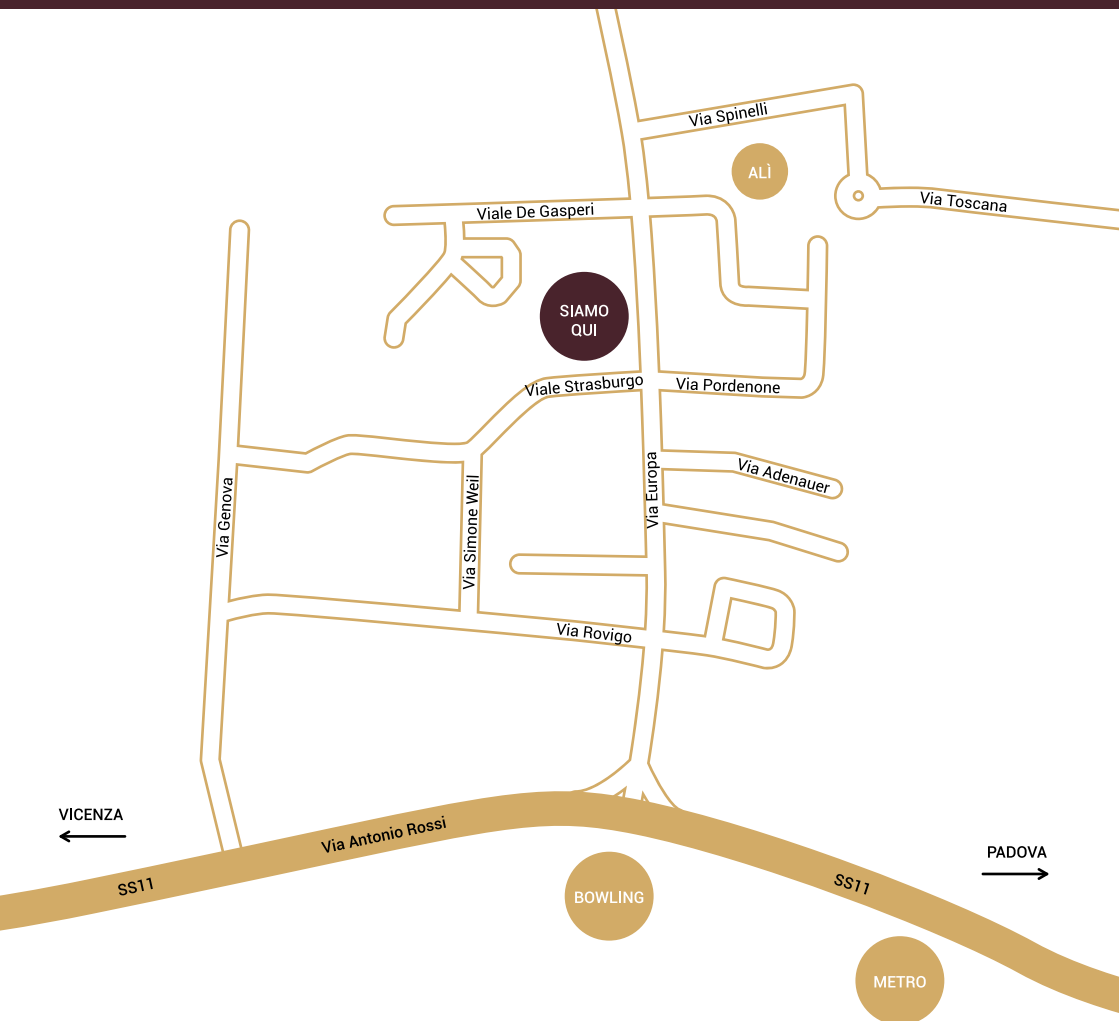 Via Spinelli
ALÌ
Via Toscana
Viale De Gasperi
SIAMO
QUI
Viale Strasburgo
Via Pordenone
Via Adenauer
Via Europa
Via Simone Weil
Via Genova
Via Rovigo
VICENZA
Via Antonio Rossi
PADOVA
SS11
SS11
BOWLING
METRO